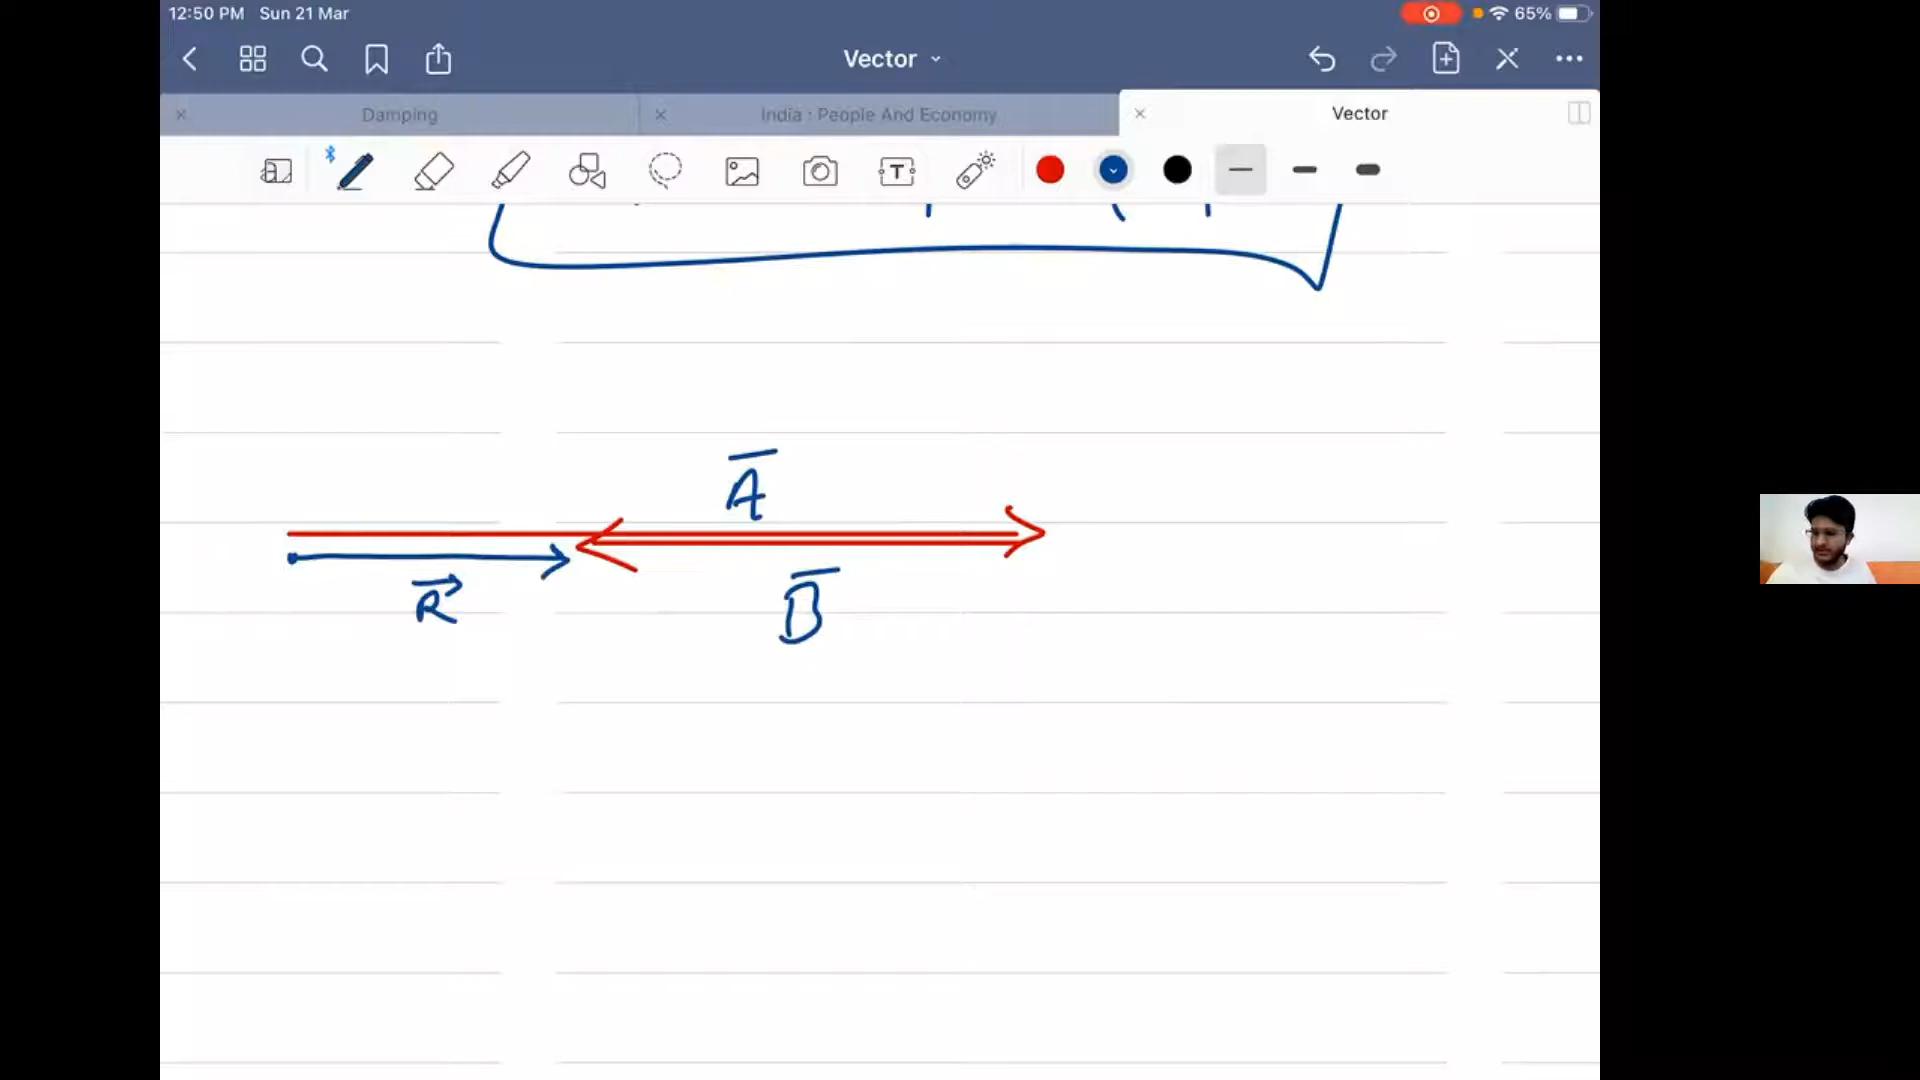 12:50 PM Sun 21 Mar 65%
Vector
Damping India : People And Economy Vector
T
A̅
B̅
R⃗